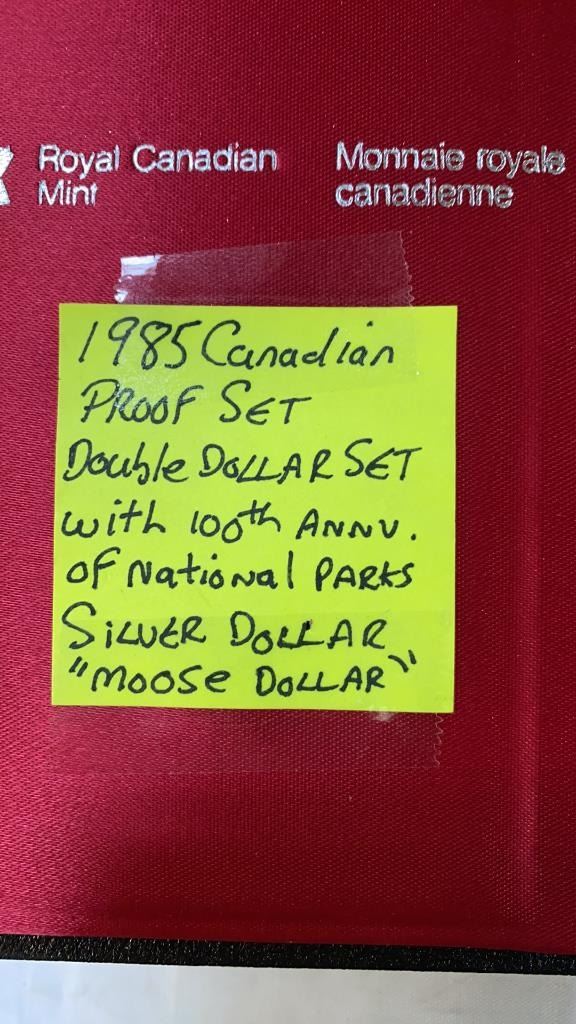 Royal Canadian
Mint
Monnaie royale
canadienne
1985 Canadian
PROOF SET
Double DOLLAR SET
with 100th ANNV.
OF National PARKS
SILVER DOLLAR
"MOOSE DOLLAR"